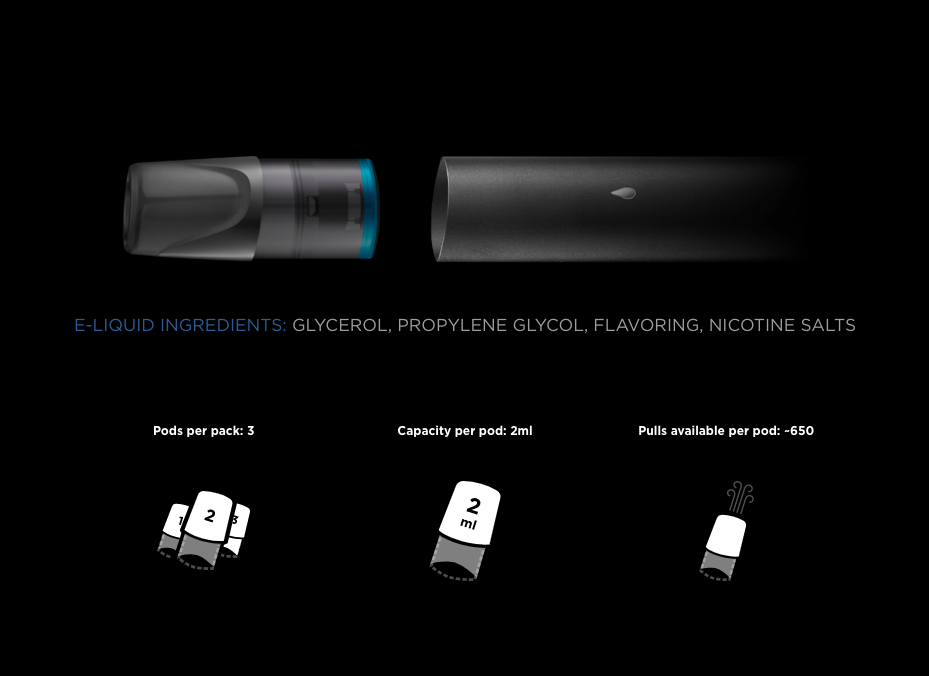 E-LIQUID INGREDIENTS: GLYCEROL, PROPYLENE GLYCOL, FLAVORING, NICOTINE SALTS
Pods per pack: 3
Capacity per pod: 2ml
Pulls available per pod: ~650
1
2
3
2
ml